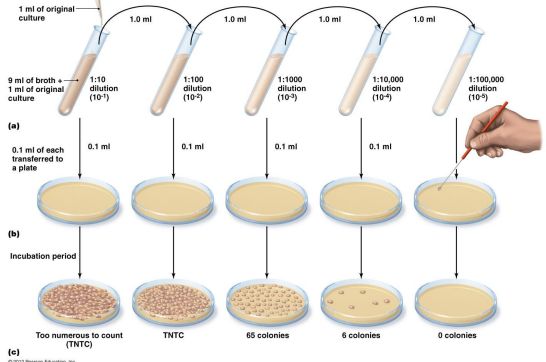 1 ml of original
culture
1.0 ml
1.0 ml
1.0 ml
1.0 ml
9 ml of broth +
1 ml of original
culture
1:10
dilution
(10-1)
1:100
dilution
(10-2)
1:1000
dilution
(10-3)
1:10,000
dilution
(10-4)
1:100,000
dilution
(10-5)
(a)
0.1 ml of each
transferred to
a plate
0.1 ml
0.1 ml
0.1 ml
0.1 ml
(b)
Incubation period
Too numerous to count
(TNTC)
TNTC
65 colonies
6 colonies
0 colonies
(c)
Pearson Education, Inc.